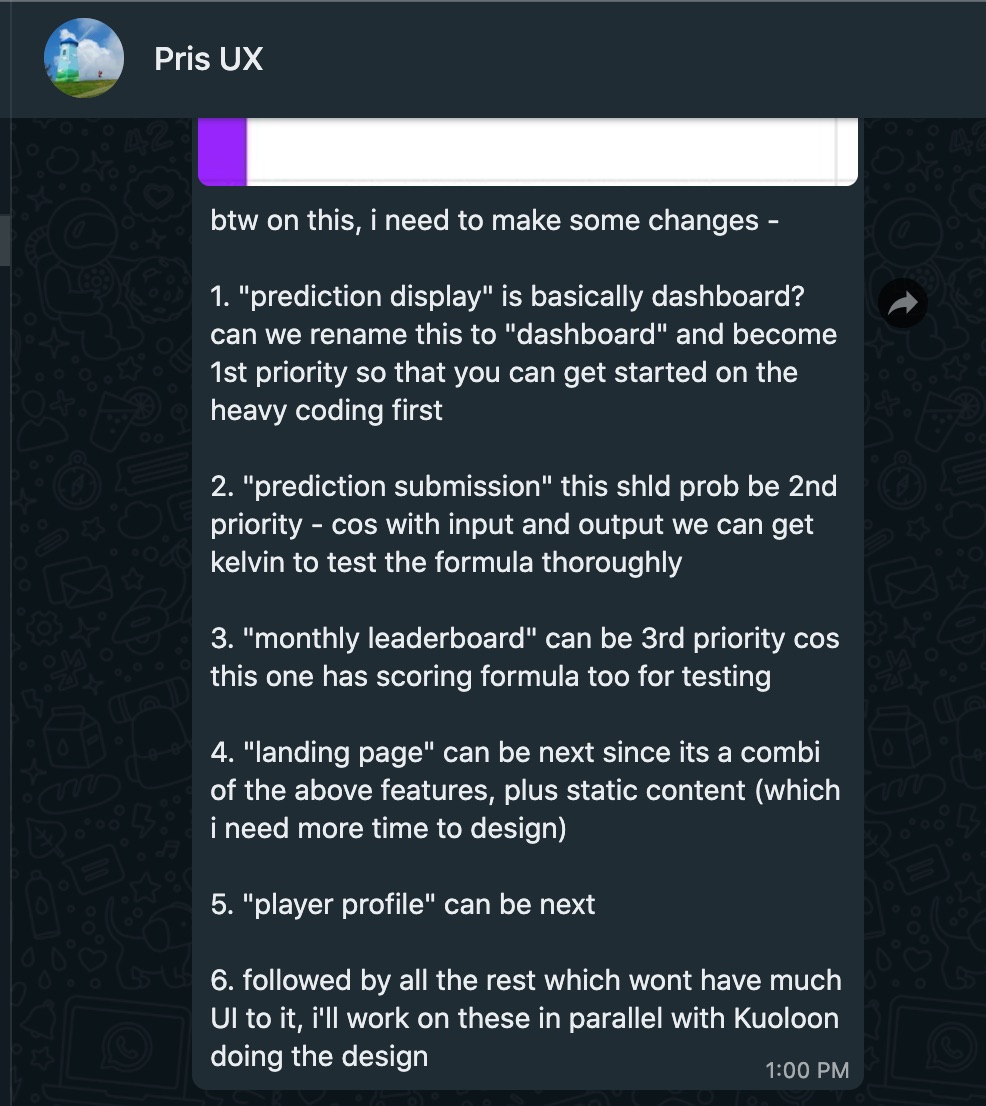 Pris UX
btw on this, i need to make some changes -
1. "prediction display" is basically dashboard?
can we rename this to "dashboard" and become
1st priority so that you can get started on the
heavy coding first
2. "prediction submission" this shld prob be 2nd
priority - cos with input and output we can get
kelvin to test the formula thoroughly
3. "monthly leaderboard" can be 3rd priority cos
this one has scoring formula too for testing
4. "landing page" can be next since its a combi
of the above features, plus static content (which
i need more time to design)
5. "player profile" can be next
6. followed by all the rest which wont have much
UI to it, i'll work on these in parallel with Kuoloon
doing the design
1:00 PM